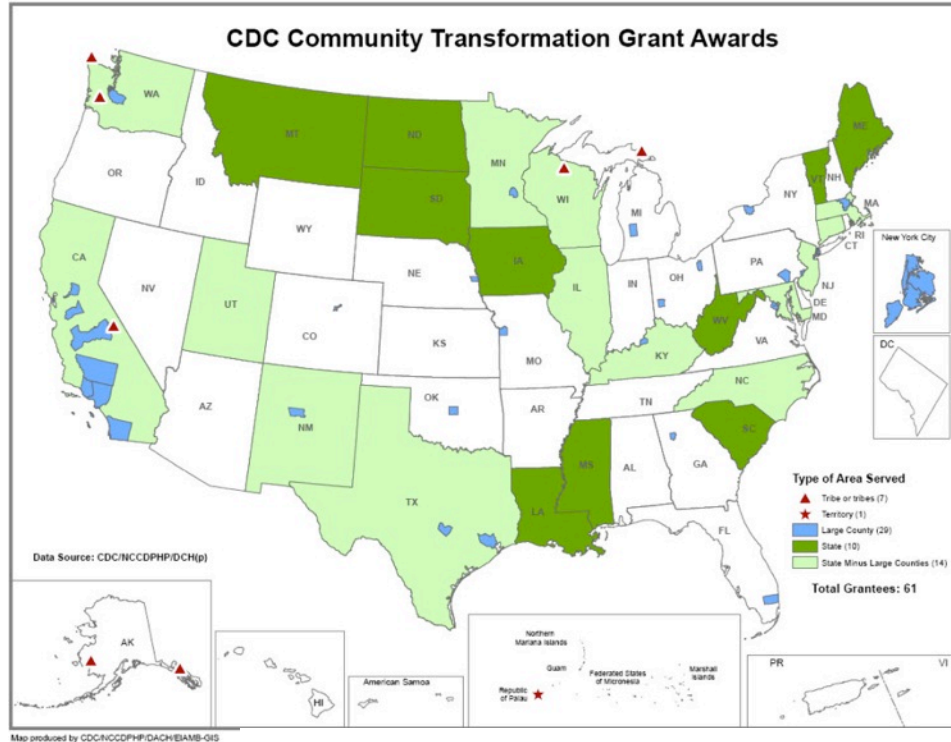 CDC Community Transformation Grant Awards
WA
MT
ND
MN
ME
OR
ID
SD
WI
MI
NY
VT
NH
MA
RI
CT
WY
IA
NE
PA
NJ
CA
NV
UT
CO
IL
IN
OH
DE
MD
WV
VA
KS
MO
KY
AZ
NM
OK
AR
TN
NC
SC
TX
LA
MS
AL
GA
FL
New York City
DC
Type of Area Served
Tribe or tribes (7)
Territory (1)
Large County (29)
State (10)
State Minus Large Counties (14)
Total Grantees: 61
Data Source: CDC/NCCDPHP/DCH(p)
AK
HI
American Samoa
Northern
Mariana Islands
Guam
Republic
of Palau
Federated States
of Micronesia
Marshall
Islands
PR
VI
Map produced by CDC/NCCDPHP/DACH/EIAMB-GIS